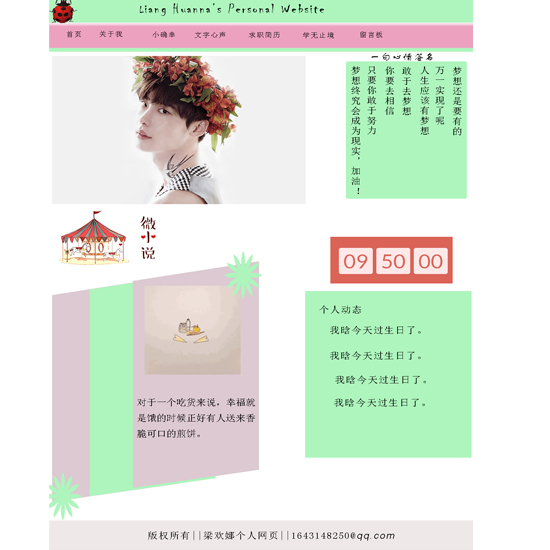 Liang Huanna's Personal Website
首页 关于我 小确幸 文字心声 求职简历 学无止境 留言板
一句心情签名
梦想还是要有的
万一实现了呢
人生应该有梦想
敢于去梦想
你要去相信
只要你敢于努力
梦想终究会成为现实，加油！
微小说
09 50 00
个人动态
我晗今天过生日了。
我晗今天过生日了。
我晗今天过生日了。
我晗今天过生日了。
对于一个吃货来说，幸福就
是饿的时候正好有人送来香
脆可口的煎饼。
版权所有||梁欢娜个人网页||1643148250@qq.com